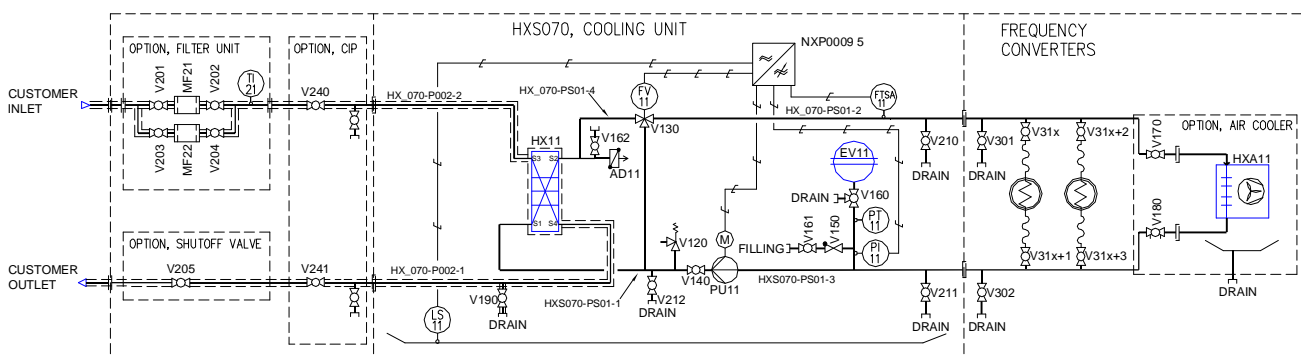 HXS070, COOLING UNIT
FREQUENCY
CONVERTERS
OPTION, FILTER UNIT
OPTION, CIP
NXP0009 5
V201
MF21
V202
TI
21
CUSTOMER
INLET
V240
HX_070-P002-2
HX_070-PS01-4
FV
11
FTSA
11
HX_070-PS01-2
V203
MF22
V204
V130
V162
AD11
HX11
S3
S2
S1
S4
V210
DRAIN
V301
DRAIN
V31x
V31x+2
V170
OPTION, AIR COOLER
HXA11
EV11
V160
DRAIN
PT
11
PI
11
V161
V150
FILLING
M
V120
V180
OPTION, SHUTOFF VALVE
CUSTOMER
OUTLET
V205
V241
HX_070-P002-1
V140
PU11
HXS070-PS01-3
V31x+1
V31x+3
V190
DRAIN
LS
11
HXS070-PS01-1
V212
DRAIN
V211
DRAIN
V302
DRAIN
DRAIN